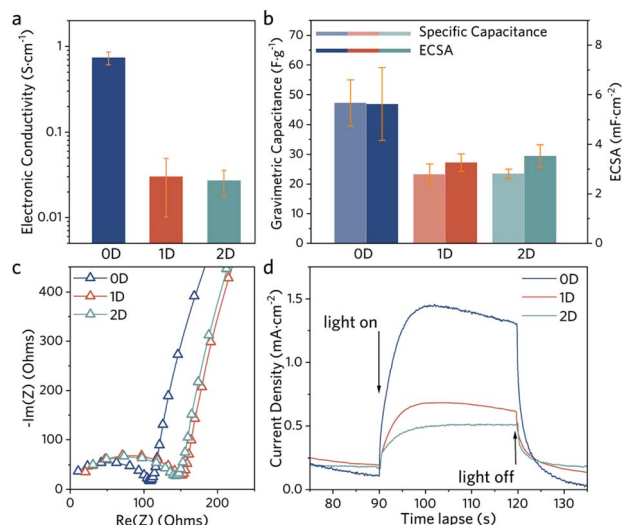 a
Electronic Conductivity (S·cm⁻¹)
1
0.1
0.01
0D
1D
2D
b
Specific Capacitance
ECSA
Gravimetric Capacitance (F·g⁻¹)
70
60
50
40
30
20
10
0
ECSA (mF·cm⁻²)
8
6
4
2
0
0D
1D
2D
c
0D
1D
2D
-Im(Z) (Ohms)
400
300
200
100
0
0
50
100
150
200
Re(Z) (Ohms)
d
0D
1D
2D
light on
light off
Current Density (mA·cm⁻²)
1.5
1.0
0.5
0.0
80
90
100
110
120
130
Time lapse (s)